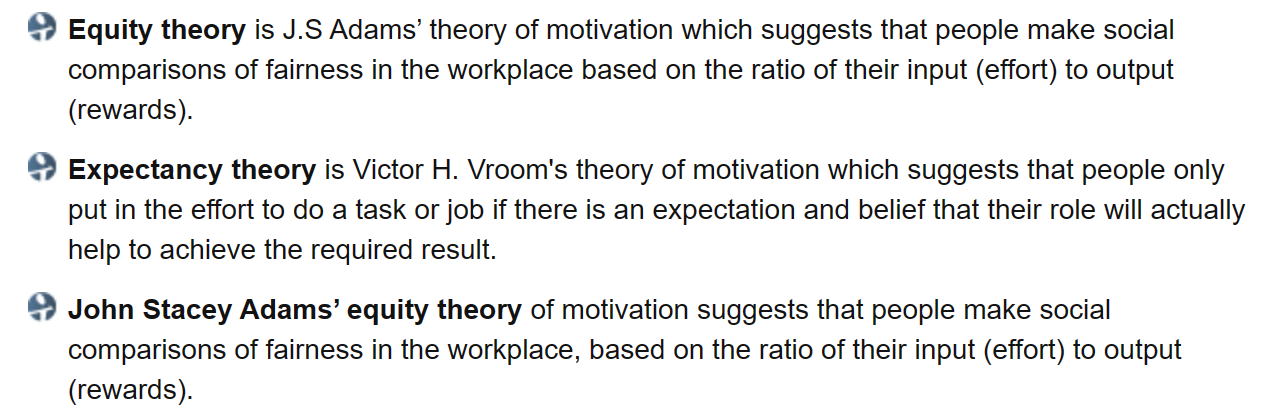 Equity theory is J.S Adams’ theory of motivation which suggests that people make social
comparisons of fairness in the workplace based on the ratio of their input (effort) to output
(rewards).
Expectancy theory is Victor H. Vroom's theory of motivation which suggests that people only
put in the effort to do a task or job if there is an expectation and belief that their role will actually
help to achieve the required result.
John Stacey Adams’ equity theory of motivation suggests that people make social
comparisons of fairness in the workplace, based on the ratio of their input (effort) to output
(rewards).